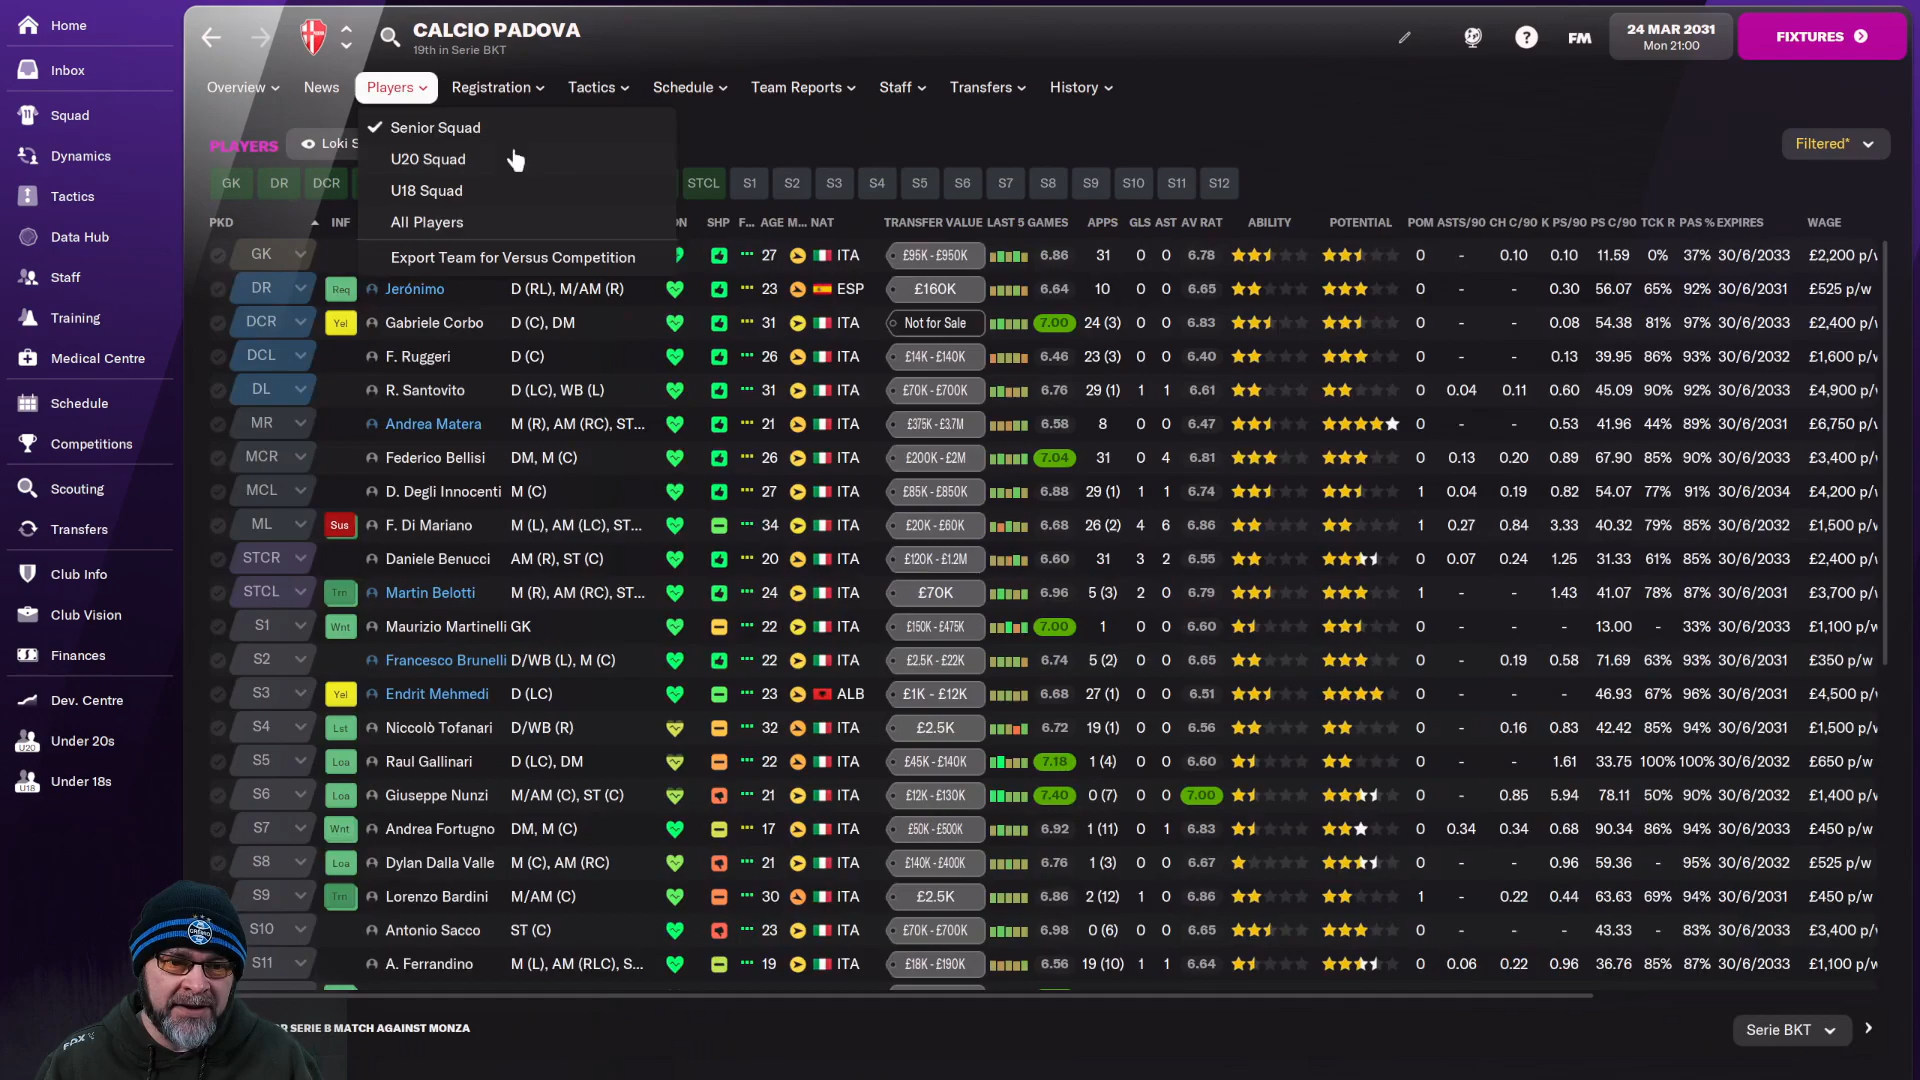 Home
Inbox
Squad
Dynamics
Tactics
Data Hub
Staff
Training
Medical Centre
Schedule
Competitions
Scouting
Transfers
Club Info
Club Vision
Finances
Dev. Centre
U20 Under 20s
U18 Under 18s
CALCIO PADOVA
19th in Serie BKT
FM
24 MAR 2031
Mon 21:00
FIXTURES
Overview News Players Registration Tactics Schedule Team Reports Staff Transfers History
Senior Squad
U20 Squad
U18 Squad
All Players
Export Team for Versus Competition
PLAYERS Loki S
Filtered*
GK DR DCR STCL S1 S2 S3 S4 S5 S6 S7 S8 S9 S10 S11 S12
PKD INF ON SHP F... AGE M... NAT TRANSFER VALUE LAST 5 GAMES APPS GLS AST AV RAT ABILITY POTENTIAL POM ASTS/90 CH C/90 K PS/90 PS C/90 TCK R PAS % EXPIRES WAGE
GK 27 ITA £95K - £950K 6.86 31 0 0 6.78 0 - 0.10 0.10 11.59 0% 37% 30/6/2033 £2,200 p/w
DR Req Jerónimo D (RL), M/AM (R) 23 ESP £160K 6.64 10 0 0 6.65 0 - - 0.30 56.07 65% 92% 30/6/2031 £525 p/w
DCR Yel Gabriele Corbo D (C), DM 31 ITA Not for Sale 7.00 24 (3) 0 0 6.83 0 - - 0.08 54.38 81% 97% 30/6/2033 £2,400 p/w
DCL F. Ruggeri D (C) 26 ITA £14K - £140K 6.46 23 (3) 0 0 6.40 0 - - 0.13 39.95 86% 93% 30/6/2032 £1,600 p/w
DL R. Santovito D (LC), WB (L) 31 ITA £70K - £700K 6.76 29 (1) 1 1 6.61 0 0.04 0.11 0.60 45.09 90% 92% 30/6/2033 £4,900 p/w
MR Andrea Matera M (R), AM (RC), ST... 21 ITA £375K - £3.7M 6.58 8 0 0 6.47 0 - - 0.53 41.96 44% 89% 30/6/2031 £6,750 p/w
MCR Federico Bellisi DM, M (C) 26 ITA £200K - £2M 7.04 31 0 4 6.81 0 0.13 0.20 0.89 67.90 85% 90% 30/6/2033 £3,400 p/w
MCL D. Degli Innocenti M (C) 27 ITA £85K - £850K 6.88 29 (1) 1 1 6.74 1 0.04 0.19 0.82 54.07 77% 91% 30/6/2033 £4,200 p/w
ML Sus F. Di Mariano M (L), AM (LC), ST... 34 ITA £20K - £60K 6.68 26 (2) 4 6 6.86 1 0.27 0.84 3.33 40.32 79% 85% 30/6/2032 £1,500 p/w
STCR Daniele Benucci AM (R), ST (C) 20 ITA £120K - £1.2M 6.60 31 3 2 6.55 0 0.07 0.24 1.25 31.33 61% 85% 30/6/2033 £2,400 p/w
STCL Trn Martin Belotti M (R), AM (RC), ST... 24 ITA £70K 6.96 5 (3) 2 0 6.79 1 - - 1.43 41.07 78% 87% 30/6/2031 £3,700 p/w
S1 Wnt Maurizio Martinelli GK 22 ITA £150K - £475K 7.00 1 0 0 6.60 0 - - - 13.00 - 33% 30/6/2033 £1,100 p/w
S2 Francesco Brunelli D/WB (L), M (C) 22 ITA £2.5K - £22K 6.74 5 (2) 0 0 6.65 0 - 0.19 0.58 71.69 63% 93% 30/6/2031 £350 p/w
S3 Yel Endrit Mehmedi D (LC) 23 ALB £1K - £12K 6.68 27 (1) 0 0 6.51 0 - - - 46.93 67% 96% 30/6/2031 £4,500 p/w
S4 Lst Niccolò Tofanari D/WB (R) 32 ITA £2.5K 6.72 19 (1) 0 0 6.56 0 - 0.16 0.83 42.42 85% 94% 30/6/2031 £1,500 p/w
S5 Loa Raul Gallinari D (LC), DM 22 ITA £45K - £140K 7.18 1 (4) 0 0 6.60 0 - - 1.61 33.75 100% 100% 30/6/2031 £650 p/w
S6 Loa Giuseppe Nunzi M/AM (C), ST (C) 21 ITA £12K - £130K 7.40 0 (7) 0 0 7.00 0 - 0.85 5.94 78.11 50% 90% 30/6/2032 £1,400 p/w
S7 Wnt Andrea Fortugno DM, M (C) 17 ITA £50K - £500K 6.92 1 (11) 0 1 6.83 0 0.34 0.34 0.68 90.34 86% 94% 30/6/2033 £450 p/w
S8 Loa Dylan Dalla Valle M (C), AM (RC) 21 ITA £140K - £400K 6.76 1 (3) 0 0 6.67 0 - - 0.96 59.36 - 95% 30/6/2032 £525 p/w
S9 Trn Lorenzo Bardini M/AM (C) 30 ITA £2.5K 6.86 2 (12) 1 0 6.86 1 - 0.22 0.44 63.63 69% 94% 30/6/2031 £450 p/w
S10 Antonio Sacco ST (C) 23 ITA £70K - £700K 6.98 0 (6) 0 0 6.65 0 - - - 43.33 - 83% 30/6/2033 £3,400 p/w
S11 A. Ferrandino M (L), AM (RLC), S... 19 ITA £18K - £190K 6.56 19 (10) 1 1 6.64 0 0.06 0.22 0.96 36.76 85% 87% 30/6/2033 £1,100 p/w
R SERIE B MATCH AGAINST MONZA
Serie BKT
GRÊMIO